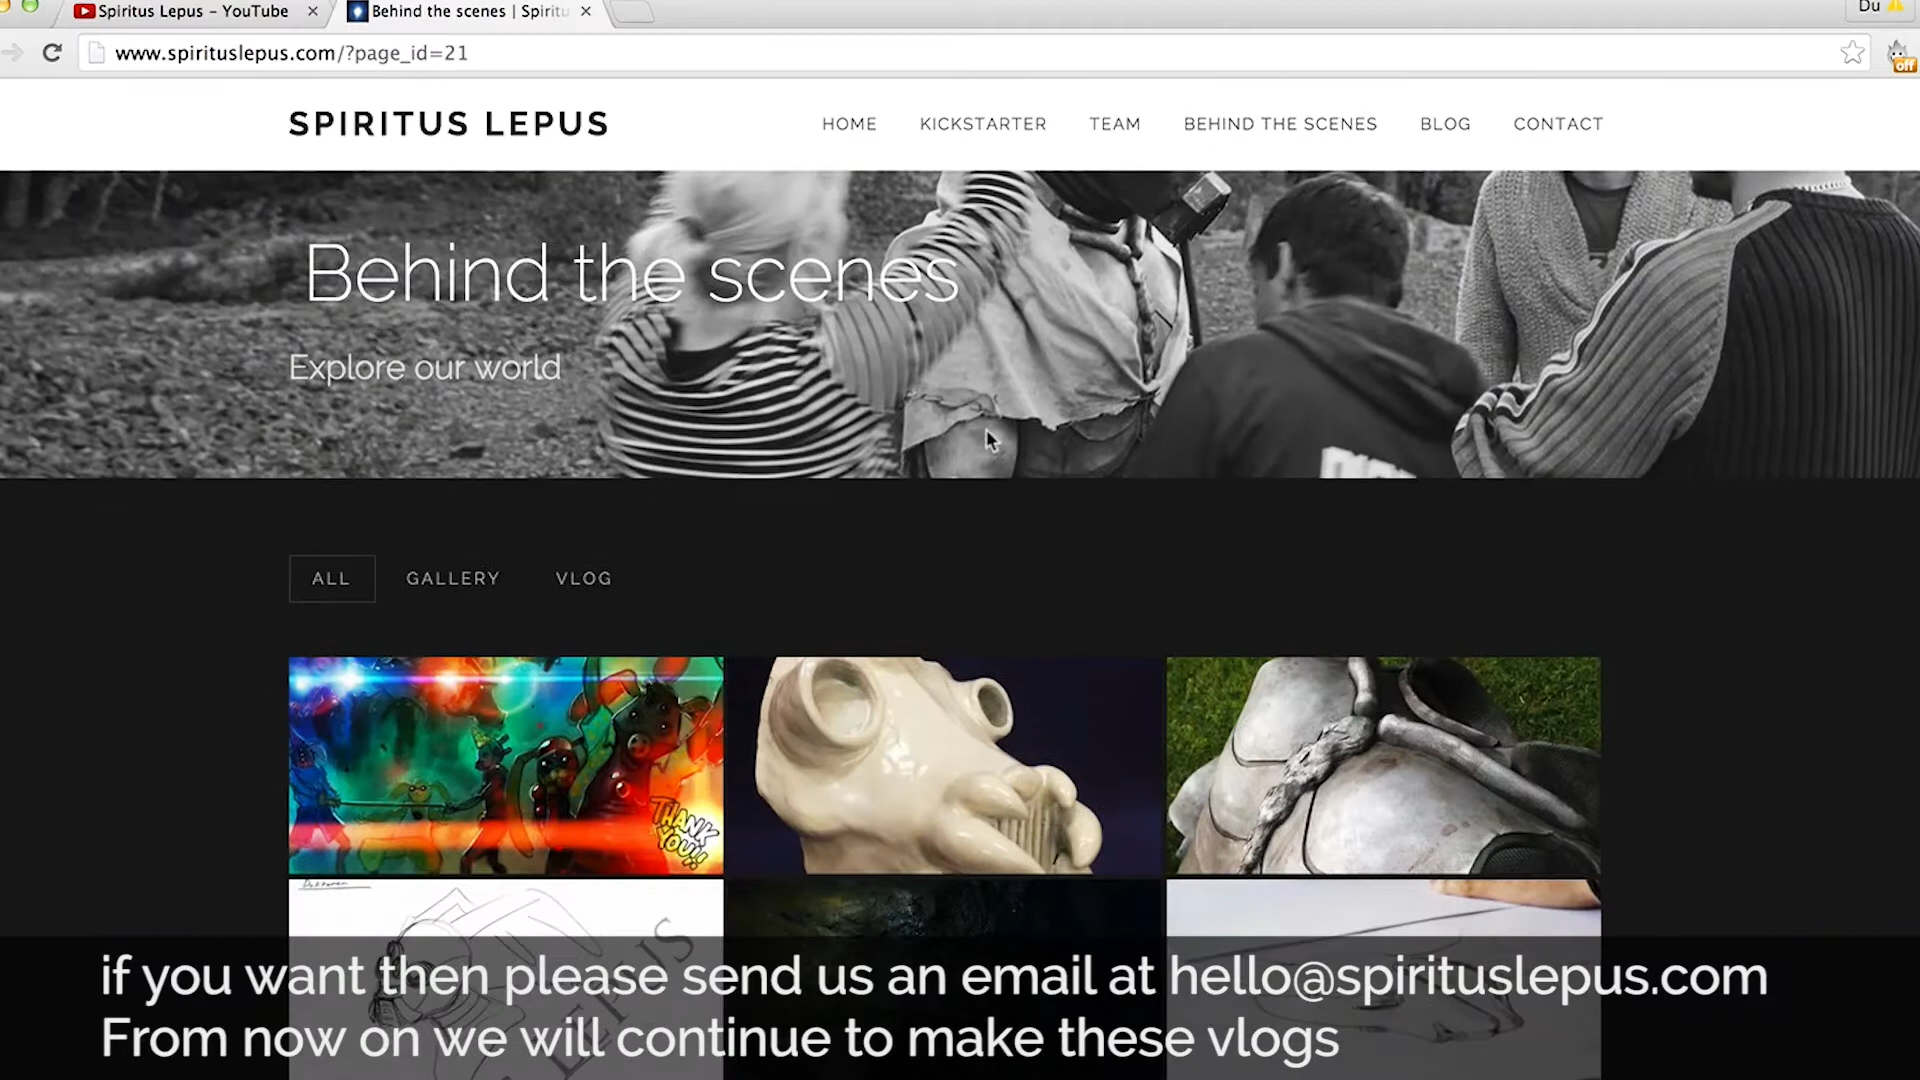 Spiritus Lepus - YouTube
Behind the scenes | Spiritu
Du
www.spirituslepus.com/?page_id=21
off
SPIRITUS LEPUS
HOME KICKSTARTER TEAM BEHIND THE SCENES BLOG CONTACT
Behind the scenes
Explore our world
ALL GALLERY VLOG
THANK
YOU!!
if you want then please send us an email at hello@spirituslepus.com
From now on we will continue to make these vlogs